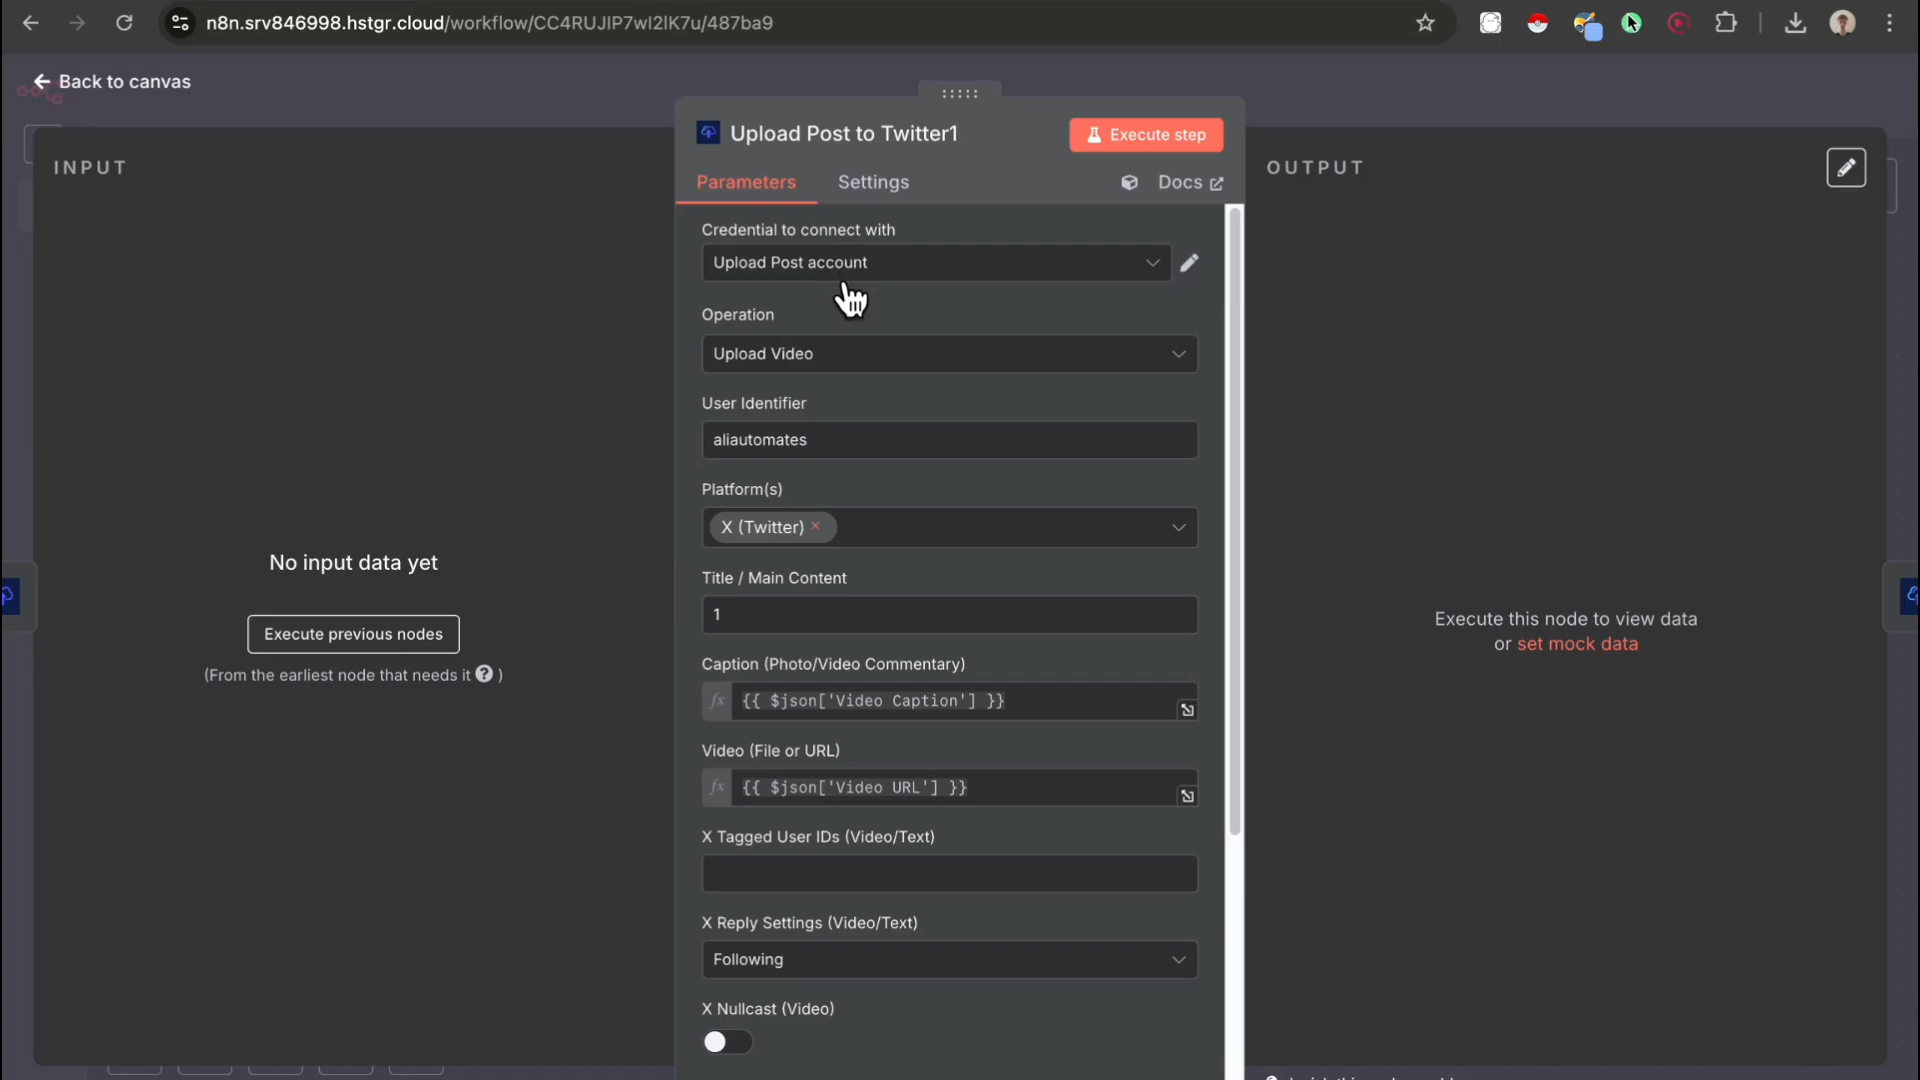 n8n.srv846998.hstgr.cloud/workflow/CC4RUJIP7wI2IK7u/487ba9
Back to canvas
Upload Post to Twitter1
Execute step
INPUT
OUTPUT
Parameters
Settings
Docs
Credential to connect with
Upload Post account
Operation
Upload Video
User Identifier
aliautomates
Platform(s)
X (Twitter) ×
No input data yet
Title / Main Content
1
Execute previous nodes
(From the earliest node that needs it ? )
Execute this node to view data
or set mock data
Caption (Photo/Video Commentary)
fx {{ $json['Video Caption'] }}
Video (File or URL)
fx {{ $json['Video URL'] }}
X Tagged User IDs (Video/Text)
X Reply Settings (Video/Text)
Following
X Nullcast (Video)